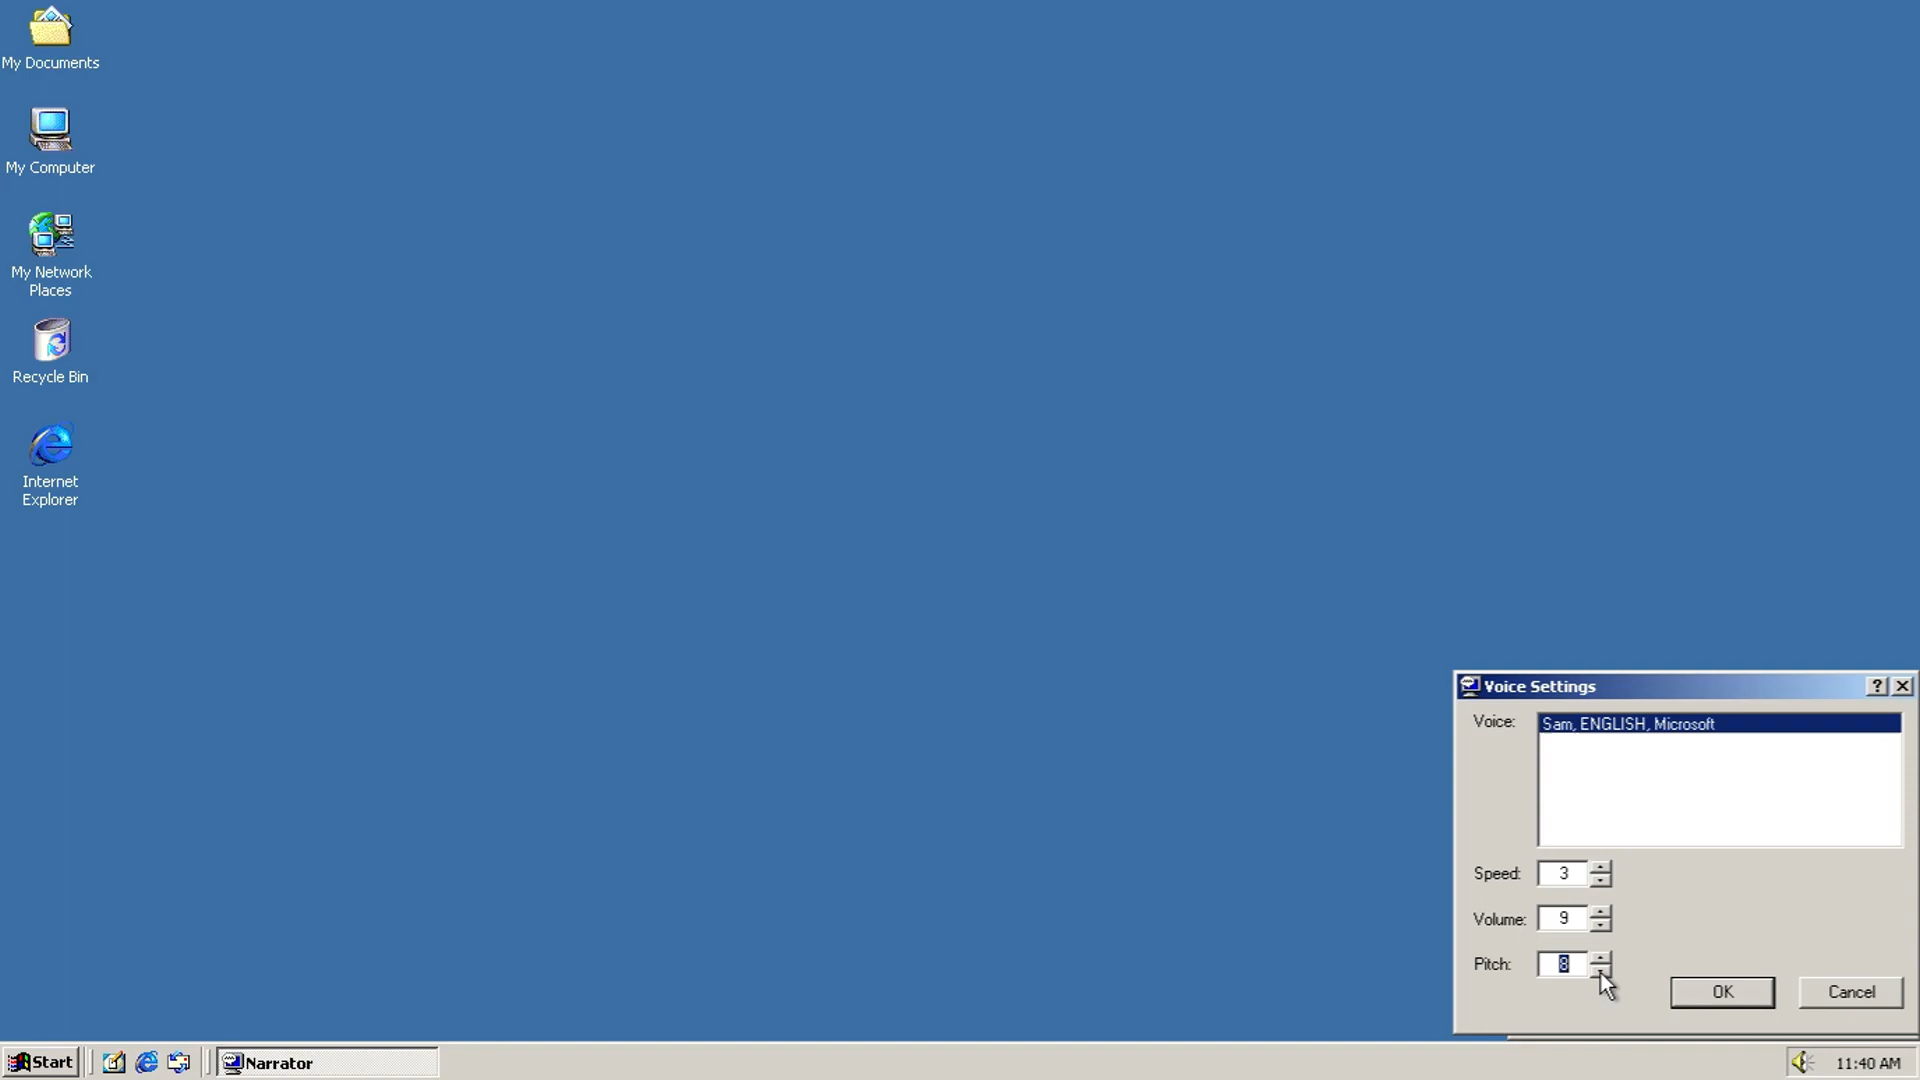 My Documents
My Computer
My Network
Places
Recycle Bin
Internet
Explorer
Voice Settings
Voice:
Sam, ENGLISH, Microsoft
Speed: 3
Volume: 9
Pitch: 8
OK Cancel
Start Narrator 11:40 AM